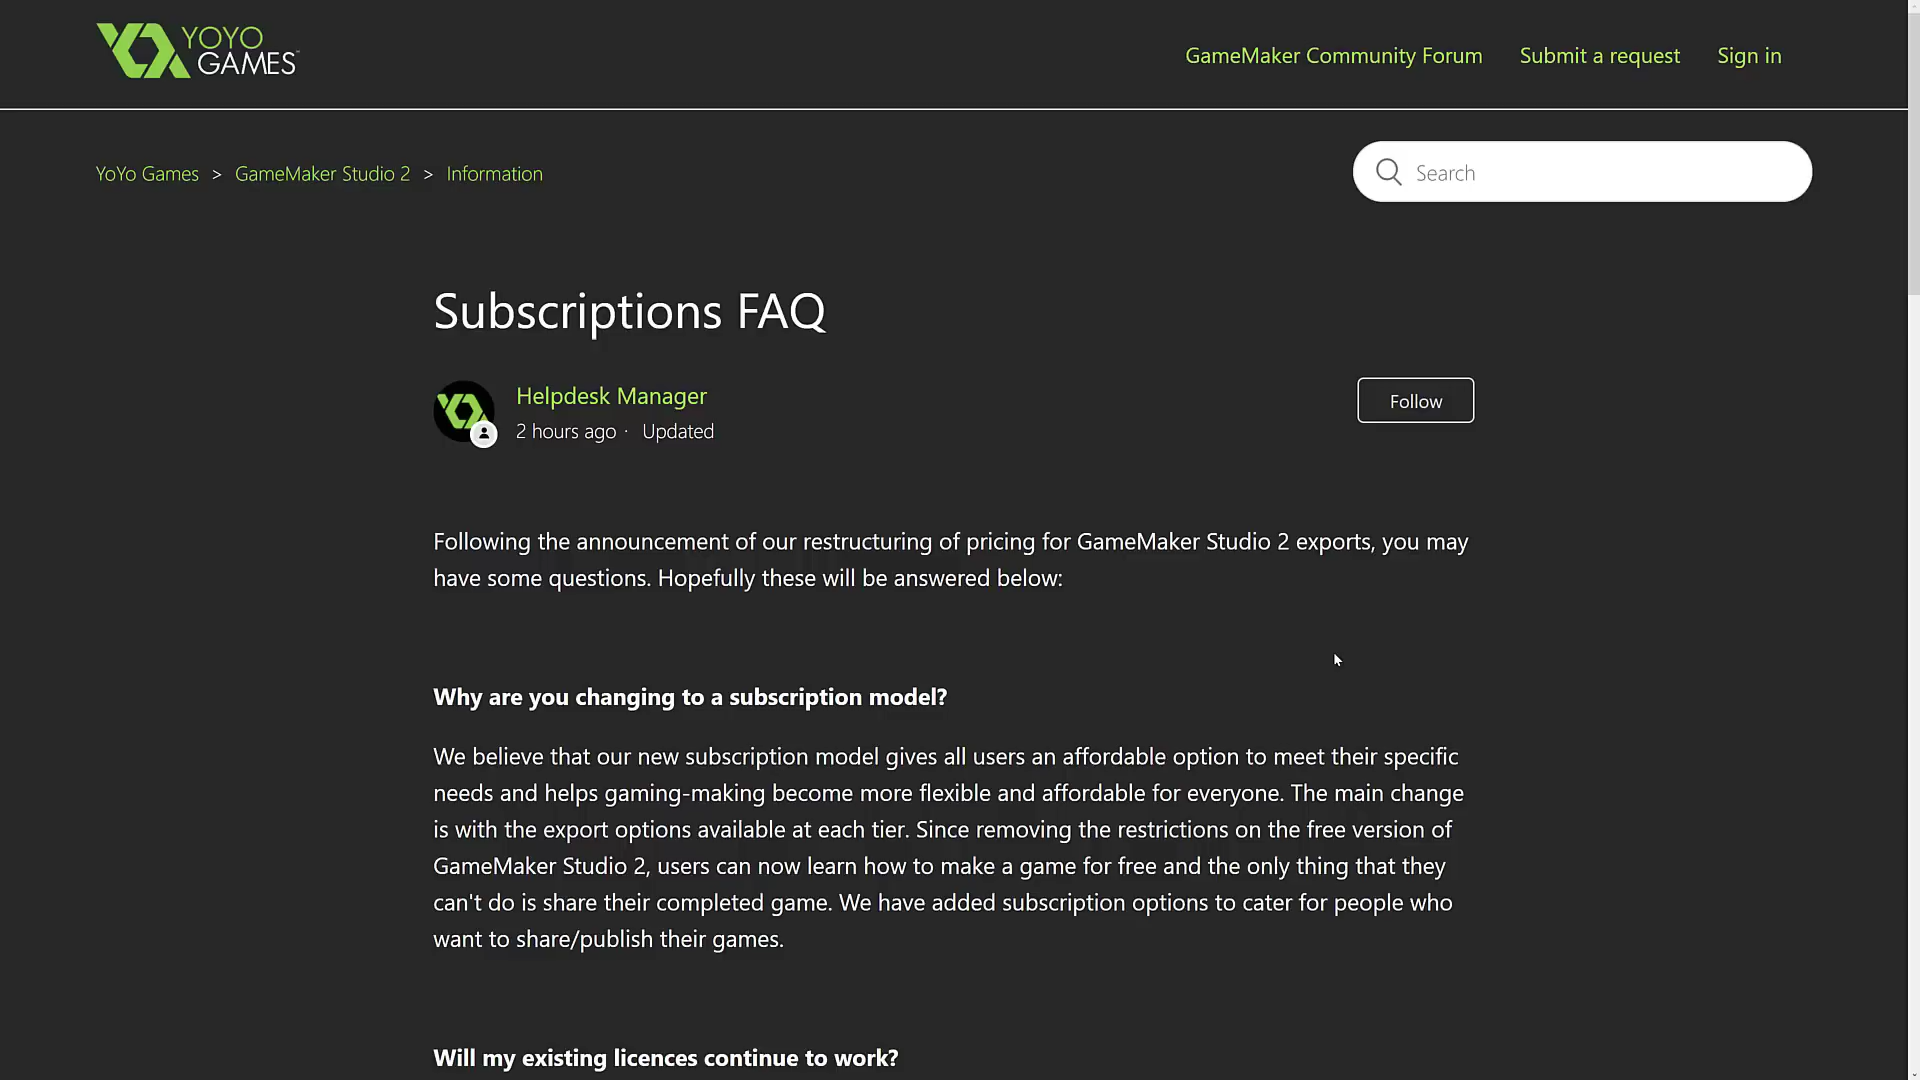 YOYO
GAMES™
GameMaker Community Forum Submit a request Sign in
YoYo Games > GameMaker Studio 2 > Information
Search
Subscriptions FAQ
Helpdesk Manager
2 hours ago · Updated
Follow
Following the announcement of our restructuring of pricing for GameMaker Studio 2 exports, you may
have some questions. Hopefully these will be answered below:
Why are you changing to a subscription model?
We believe that our new subscription model gives all users an affordable option to meet their specific
needs and helps gaming-making become more flexible and affordable for everyone. The main change
is with the export options available at each tier. Since removing the restrictions on the free version of
GameMaker Studio 2, users can now learn how to make a game for free and the only thing that they
can't do is share their completed game. We have added subscription options to cater for people who
want to share/publish their games.
Will my existing licences continue to work?